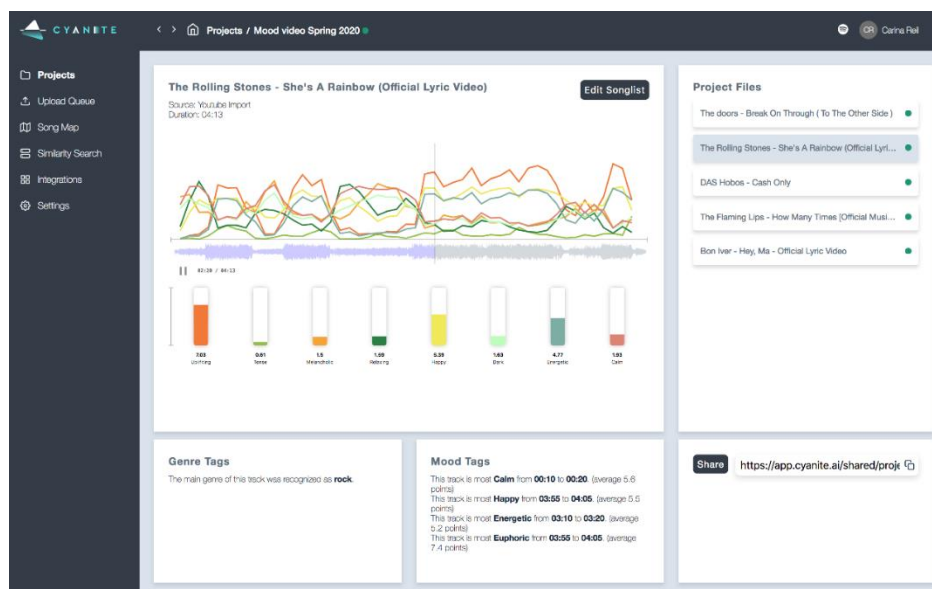 CYANITE
Projects / Mood video Spring 2020
CR Carina Reil
Projects
Upload Queue
Song Map
Similarity Search
Integrations
Settings
The Rolling Stones - She's A Rainbow (Official Lyric Video)
Edit Songlist
Source: Youtube Import
Duration: 04:13
02:20 / 04:13
7.03
0.61
1.5
1.59
5.35
1.63
4.77
1.93
Uplifting
Tense
Melancholic
Relaxing
Happy
Dark
Energetic
Calm
Project Files
The doors - Break On Through ( To The Other Side )
The Rolling Stones - She's A Rainbow (Official Lyri...
DAS Hobos - Cash Only
The Flaming Lips - How Many Times [Official Musi...
Bon Iver - Hey, Ma - Official Lyric Video
Genre Tags
The main genre of this track was recognized as rock.
Mood Tags
This track is most Calm from 00:10 to 00:20. (average 5.6
points)
This track is most Happy from 03:55 to 04:05. (average 5.5
points)
This track is most Energetic from 03:10 to 03:20. (average
5.2 points)
This track is most Euphoric from 03:55 to 04:05. (average
7.4 points)
Share
https://app.cyanite.ai/shared/proje